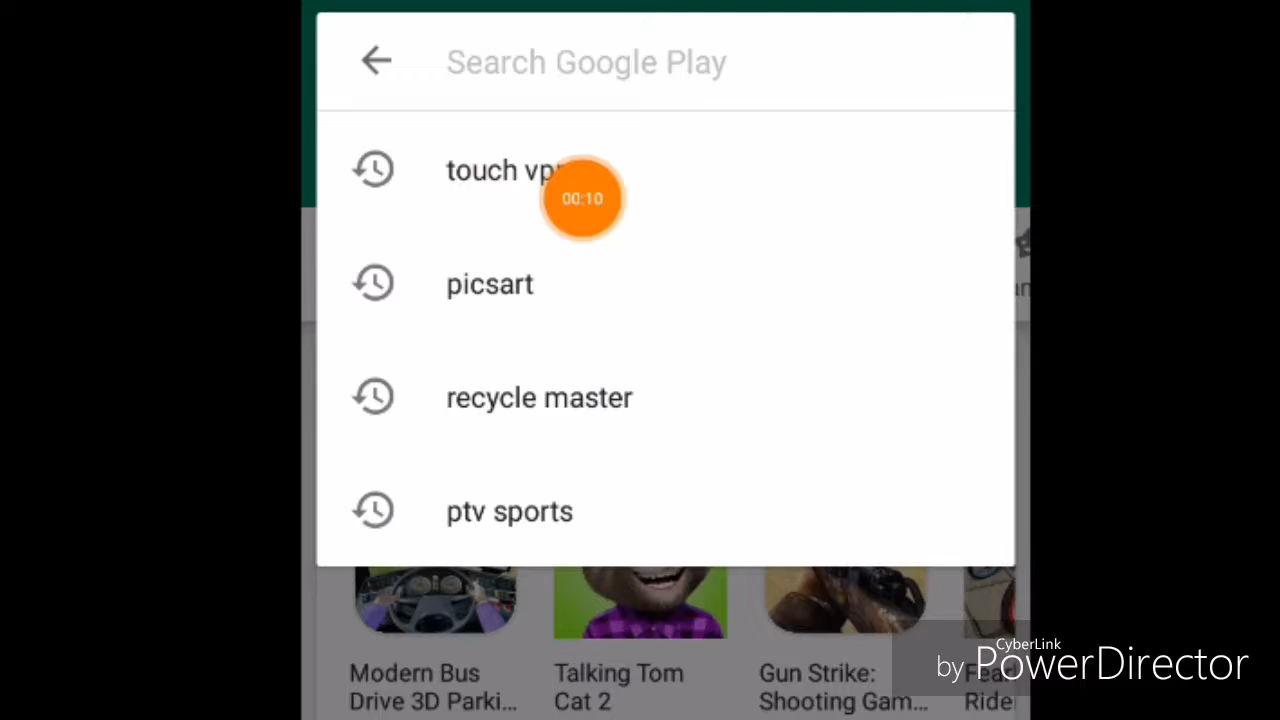 Search Google Play
touch
00:10
picsart
recycle master
ptv sports
Modern Bus
Drive 3D Parki...
Talking Tom
Cat 2
Gun Strike:
Shooting Gam...
Ride
CyberLink
by PowerDirector